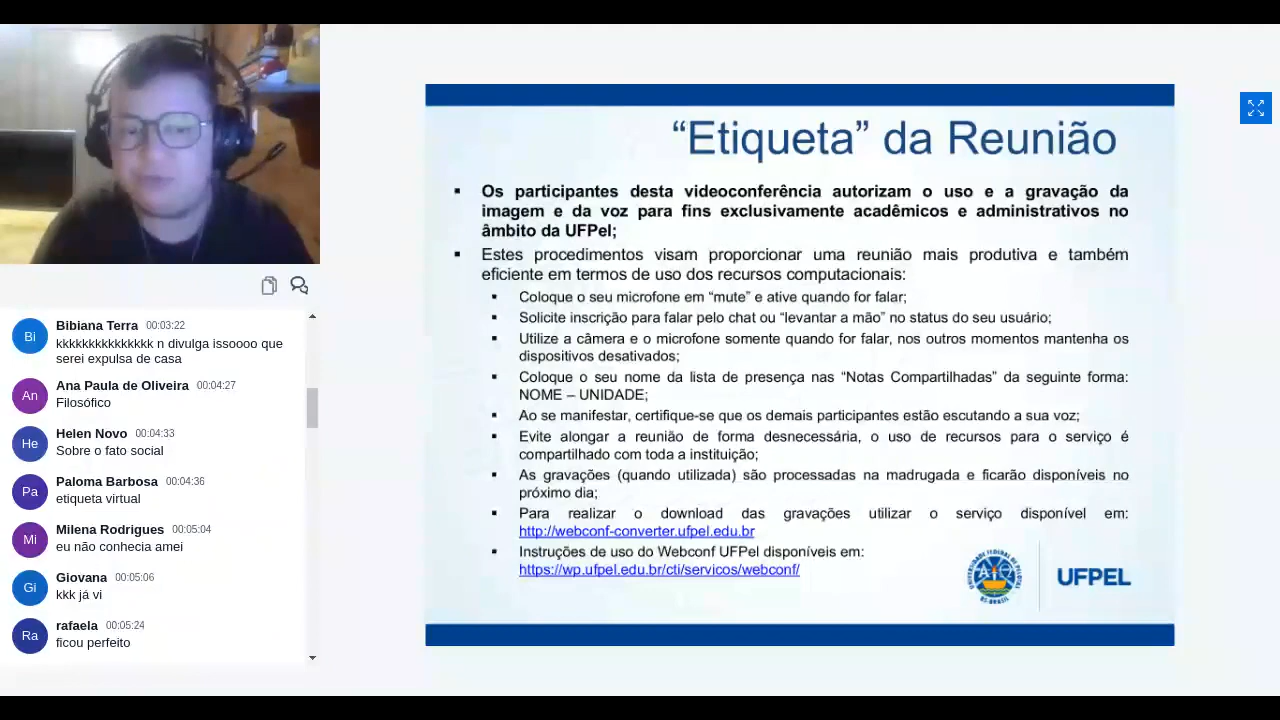 Bi
Bibiana Terra 00:03:22
kkkkkkkkkkkkkkk n divulga issoooo que
serei expulsa de casa
An
Ana Paula de Oliveira 00:04:27
Filosófico
He
Helen Novo 00:04:33
Sobre o fato social
Pa
Paloma Barbosa 00:04:36
etiqueta virtual
Mi
Milena Rodrigues 00:05:04
eu não conhecia amei
Gi
Giovana 00:05:06
kkk já vi
Ra
rafaela 00:05:24
ficou perfeito
“Etiqueta” da Reunião
▪ Os participantes desta videoconferência autorizam o uso e a gravação da
imagem e da voz para fins exclusivamente acadêmicos e administrativos no
âmbito da UFPel;
▪ Estes procedimentos visam proporcionar uma reunião mais produtiva e também
eficiente em termos de uso dos recursos computacionais:
▪ Coloque o seu microfone em “mute” e ative quando for falar;
▪ Solicite inscrição para falar pelo chat ou “levantar a mão” no status do seu usuário;
▪ Utilize a câmera e o microfone somente quando for falar, nos outros momentos mantenha os
dispositivos desativados;
▪ Coloque o seu nome da lista de presença nas “Notas Compartilhadas” da seguinte forma:
NOME – UNIDADE;
▪ Ao se manifestar, certifique-se que os demais participantes estão escutando a sua voz;
▪ Evite alongar a reunião de forma desnecessária, o uso de recursos para o serviço é
compartilhado com toda a instituição;
▪ As gravações (quando utilizada) são processadas na madrugada e ficarão disponíveis no
próximo dia;
▪ Para realizar o download das gravações utilizar o serviço disponível em:
http://webconf-converter.ufpel.edu.br
▪ Instruções de uso do Webconf UFPel disponíveis em:
https://wp.ufpel.edu.br/cti/servicos/webconf/
UFPEL